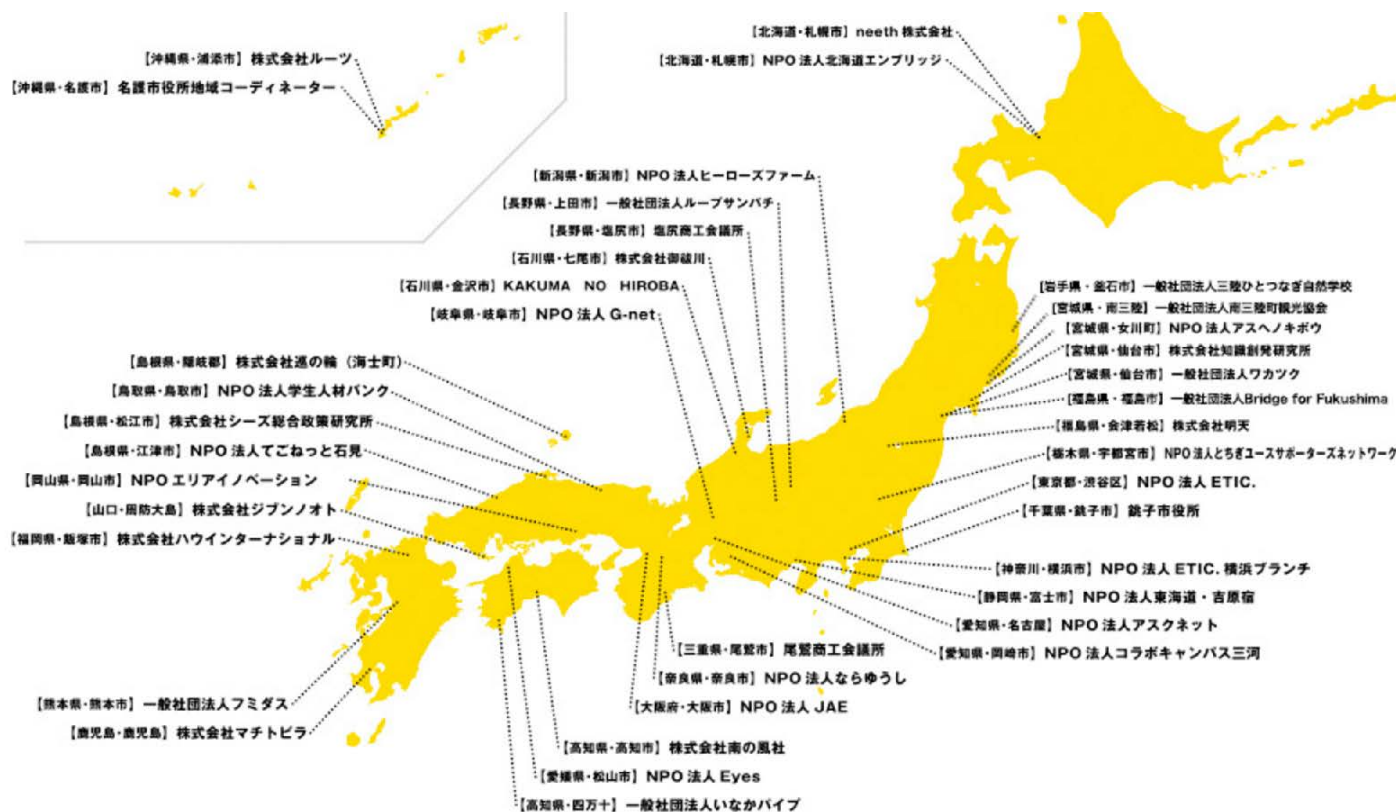 【沖縄県・浦添市】 株式会社ルーツ
【沖縄県・名護市】 名護市役所地域コーディネーター
【北海道・札幌市】 neeth 株式会社
【北海道・札幌市】 NPO 法人北海道エンブリッジ
【新潟県・新潟市】 NPO 法人ヒーローズファーム
【長野県・上田市】 一般社団法人ループサンパチ
【長野県・塩尻市】 塩尻商工会議所
【石川県・七尾市】 株式会社御祓川
【石川県・金沢市】 KAKUMA NO HIROBA
【岐阜県・岐阜市】 NPO 法人 G-net
【島根県・隠岐郡】 株式会社巡の輪（海士町）
【鳥取県・鳥取市】 NPO 法人学生人材バンク
【島根県・松江市】 株式会社シーズ総合政策研究所
【島根県・江津市】 NPO 法人てごねっと石見
【岡山県・岡山市】 NPO エリアイノベーション
【山口・周防大島】 株式会社ジブンノオト
【福岡県・飯塚市】 株式会社ハウインターナショナル
[岩手県・釜石市］ 一般社団法人三陸ひとつなぎ自然学校
[宮城県・南三陸］ 一般社団法人南三陸町観光協会
【宮城県・女川町】 NPO 法人アスヘノキボウ
【宮城県・仙台市】 株式会社知識創発研究所
【宮城県・仙台市】 一般社団法人ワカツク
[福島県・福島市］ 一般社団法人Bridge for Fukushima
【福島県・会津若松】 株式会社明天
【栃木県・宇都宮市】 NPO法人とちぎユースサポーターズネットワーク
【東京都・渋谷区】 NPO 法人 ETIC.
【千葉県・銚子市】 銚子市役所
【神奈川・横浜市】 NPO 法人 ETIC. 横浜ブランチ
【静岡県・富士市】 NPO 法人東海道・吉原宿
【愛知県・名古屋】 NPO 法人アスクネット
【愛知県・岡崎市】 NPO 法人コラボキャンパス三河
【三重県・尾鷲市】 尾鷲商工会議所
【奈良県・奈良市】 NPO 法人ならゆうし
【大阪府・大阪市】 NPO 法人 JAE
【熊本県・熊本市】 一般社団法人フミダス
【鹿児島・鹿児島】 株式会社マチトビラ
【高知県・高知市】 株式会社南の風社
【愛媛県・松山市】 NPO 法人 Eyes
【高知県・四万十】 一般社団法人いなかパイプ